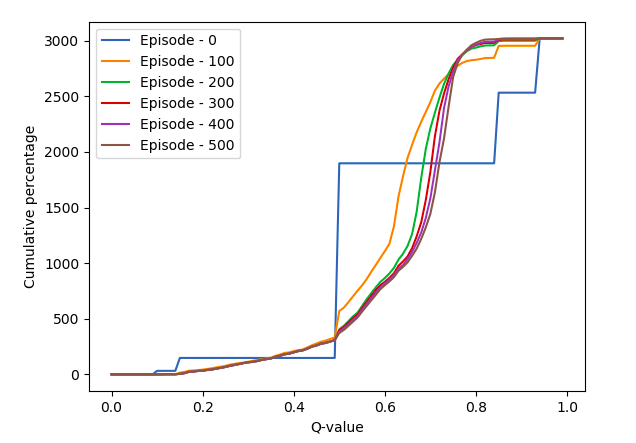 Episode - 0
Episode - 100
Episode - 200
Episode - 300
Episode - 400
Episode - 500
Cumulative percentage
3000
2500
2000
1500
1000
500
0
0.0 0.2 0.4 0.6 0.8 1.0
Q-value